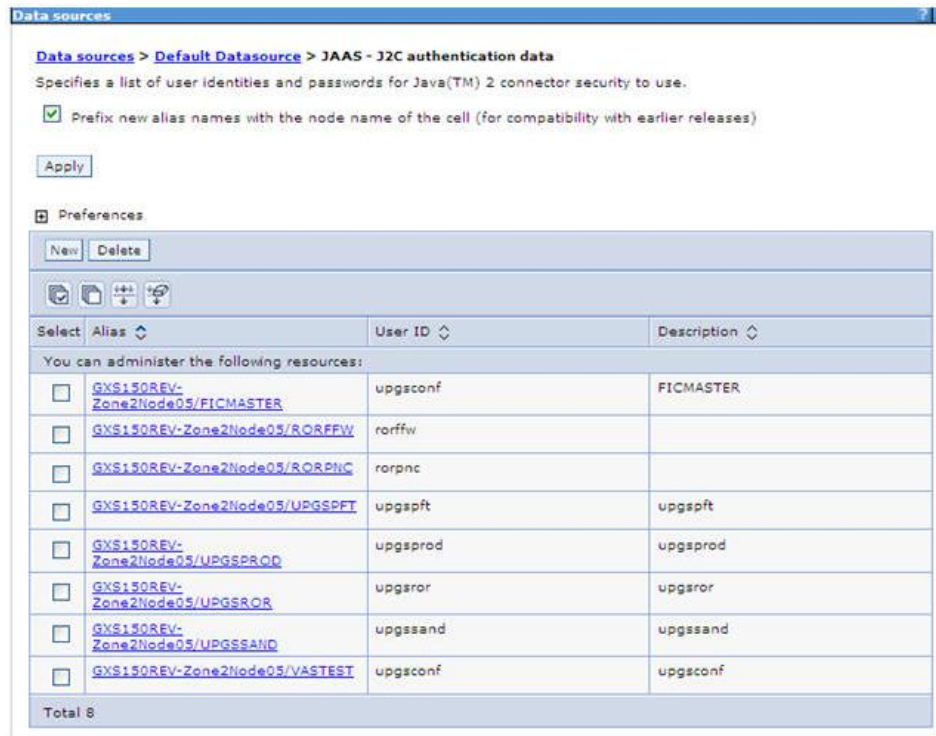 Data sources
?
Data sources > Default Datasource > JAAS - J2C authentication data
Specifies a list of user identities and passwords for Java(TM) 2 connector security to use.
Prefix new alias names with the node name of the cell (for compatibility with earlier releases)
Apply
Preferences
New Delete
Select Alias User ID Description
You can administer the following resources:
GXS150REV-
Zone2Node05/FICMASTER upgsconf FICMASTER
GXS150REV-Zone2Node05/RORFFW rorffw
GXS150REV-Zone2Node05/RORPNC rorpnc
GXS150REV-Zone2Node05/UPGSPFT upgspft upgspft
GXS150REV-
Zone2Node05/UPGSPROD upgsprod upgsprod
GXS150REV-
Zone2Node05/UPGSROR upgsror upgsror
GXS150REV-
Zone2Node05/UPGSSAND upgssand upgssand
GXS150REV-Zone2Node05/VASTEST upgsconf upgsconf
Total 8